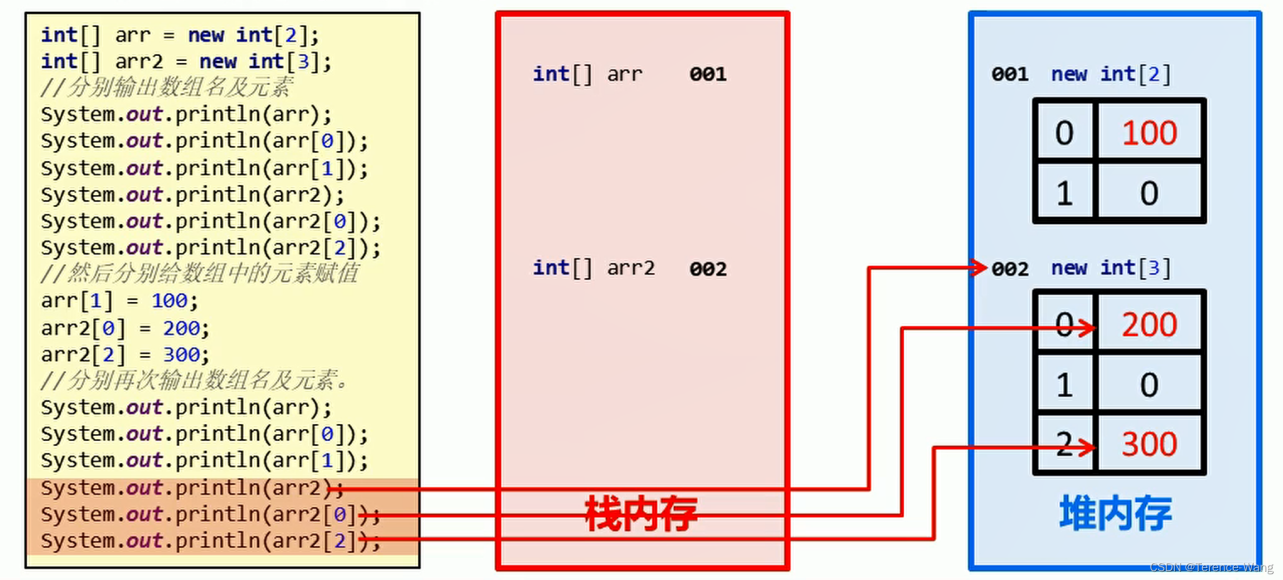 int[] arr = new int[2];
int[] arr2 = new int[3];
//分别输出数组名及元素
System.out.println(arr);
System.out.println(arr[0]);
System.out.println(arr[1]);
System.out.println(arr2);
System.out.println(arr2[0]);
System.out.println(arr2[2]);
//然后分别给数组中的元素赋值
arr[1] = 100;
arr2[0] = 200;
arr2[2] = 300;
//分别再次输出数组名及元素。
System.out.println(arr);
System.out.println(arr[0]);
System.out.println(arr[1]);
System.out.println(arr2);
System.out.println(arr2[0]);
System.out.println(arr2[2]);
int[] arr 001
int[] arr2 002
栈内存
001 new int[2]
0 100
1 0
002 new int[3]
0 200
1 0
2 300
堆内存
CSDN @Terence-Wang